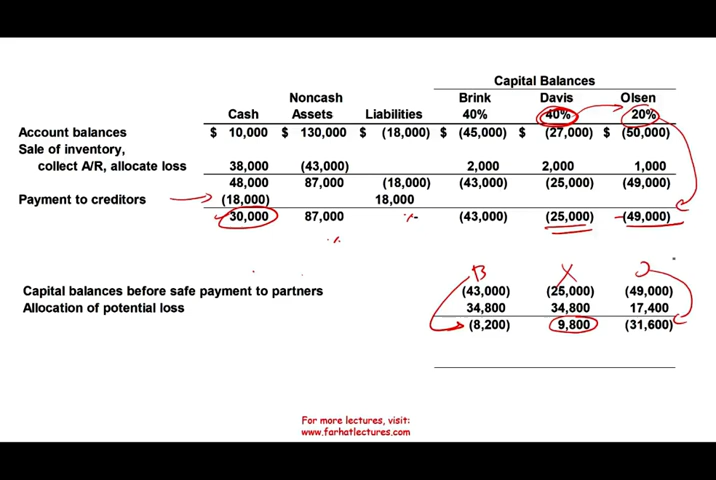 Capital Balances
Noncash Brink Davis Olsen
Cash Assets Liabilities 40% 40% 20%
Account balances $ 10,000 $ 130,000 $ (18,000) $ (45,000) $ (27,000) $ (50,000)
Sale of inventory,
collect A/R, allocate loss 38,000 (43,000) 2,000 2,000 1,000
48,000 87,000 (18,000) (43,000) (25,000) (49,000)
Payment to creditors (18,000) 18,000
30,000 87,000 (43,000) (25,000) (49,000)
B X O
Capital balances before safe payment to partners (43,000) (25,000) (49,000)
Allocation of potential loss 34,800 34,800 17,400
(8,200) 9,800 (31,600)
For more lectures, visit:
www.farhatlectures.com